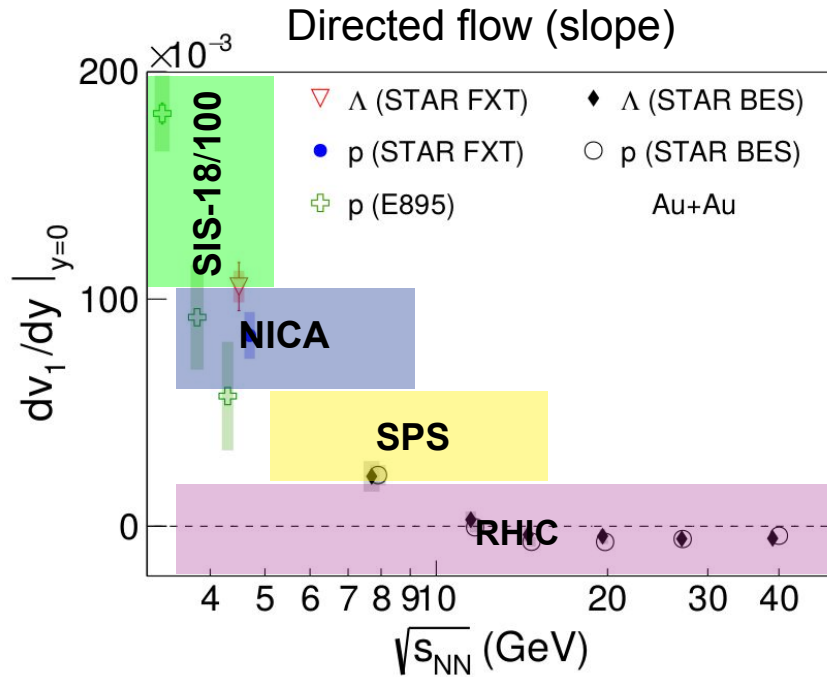 Directed flow (slope)
×10⁻³
200
100
0
dv₁/dy |y=0
Λ (STAR FXT)
Λ (STAR BES)
p (STAR FXT)
p (STAR BES)
p (E895)
Au+Au
SIS-18/100
NICA
SPS
RHIC
4 5 6 7 8 9 10 20 30 40
√sNN (GeV)